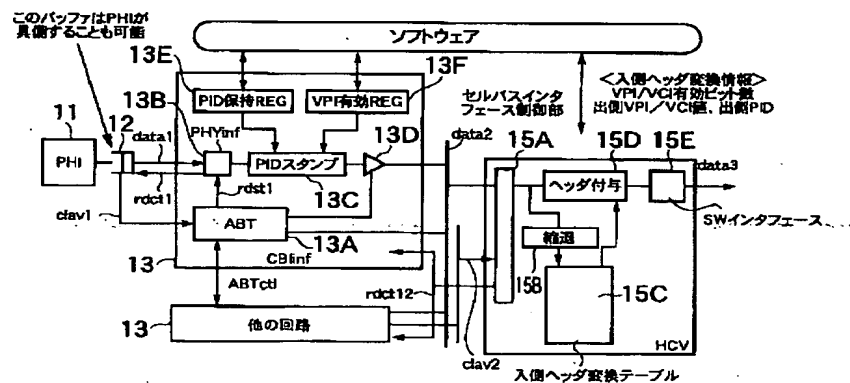 このバッファはPHIが
具備することも可能
ソフトウェア
13E
13F
PID保持REG
VPI有効REG
セルバスインタ
フェース制御部
<入側ヘッダ変換情報>
VPI/VCI有効ビット数
出側VPI/VCI値、出側PID
11
12
13B
PHI
data1
rdct1
clav1
PHYinf
PIDスタンプ
13C
13D
data2
rdst1
ABT
13A
13
CBIinf
ABTctl
13
他の回路
rdct12
clav2
15A
15D
15E
ヘッダ付与
data3
SWインタフェース
縮退
15B
15C
HCV
入側ヘッダ変換テーブル